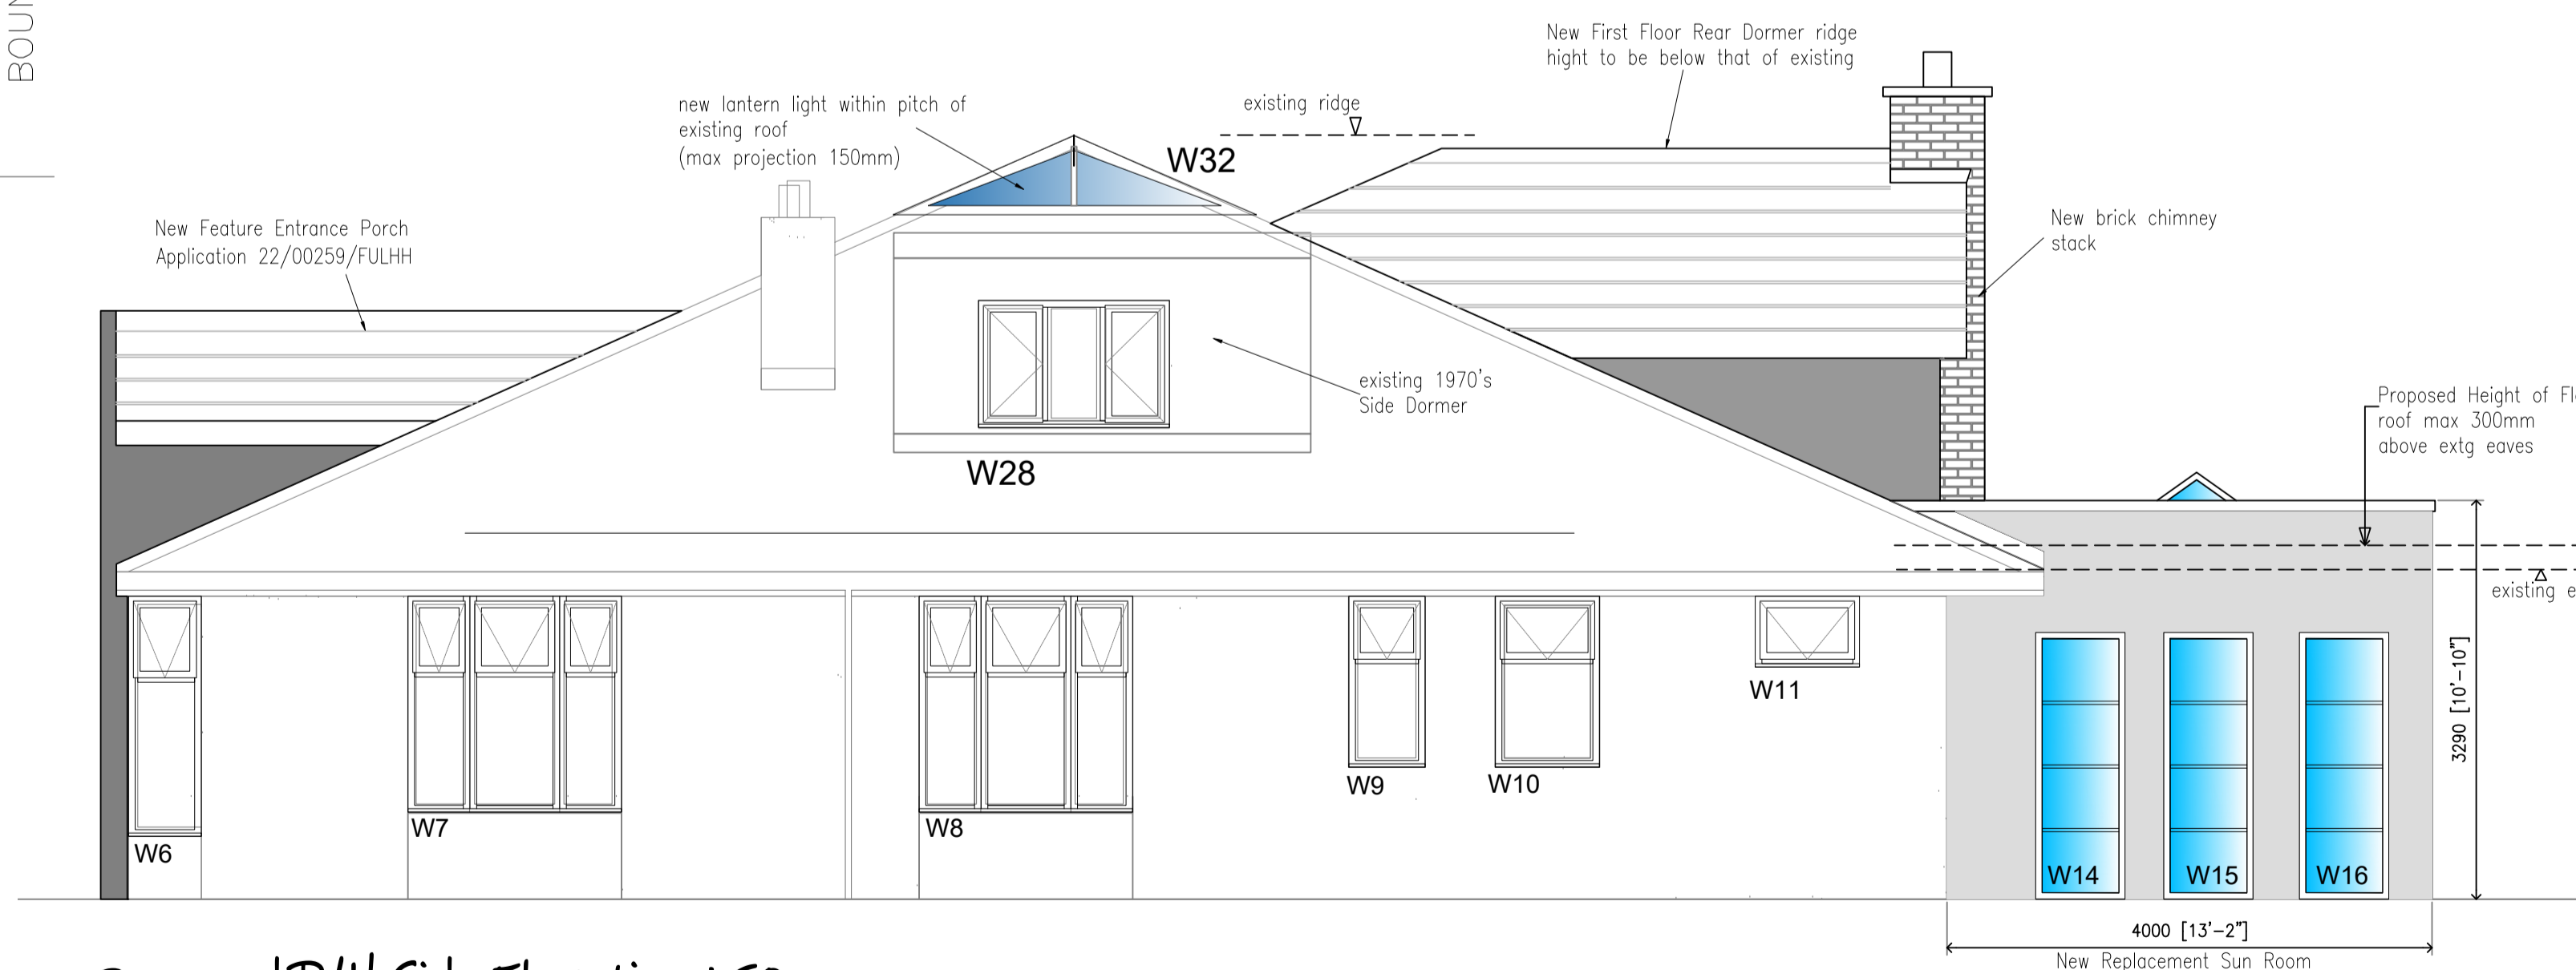 BOUN
New First Floor Rear Dormer ridge
hight to be below that of existing
new lantern light within pitch of
existing roof
(max projection 150mm)
existing ridge
W32
New Feature Entrance Porch
Application 22/00259/FULHH
New brick chimney
stack
existing 1970's
Side Dormer
Proposed Height of Fl
roof max 300mm
above extg eaves
W28
existing e
W6
W7
W8
W9
W10
W11
W14
W15
W16
3290 [10'-10"]
4000 [13'-2"]
New Replacement Sun Room